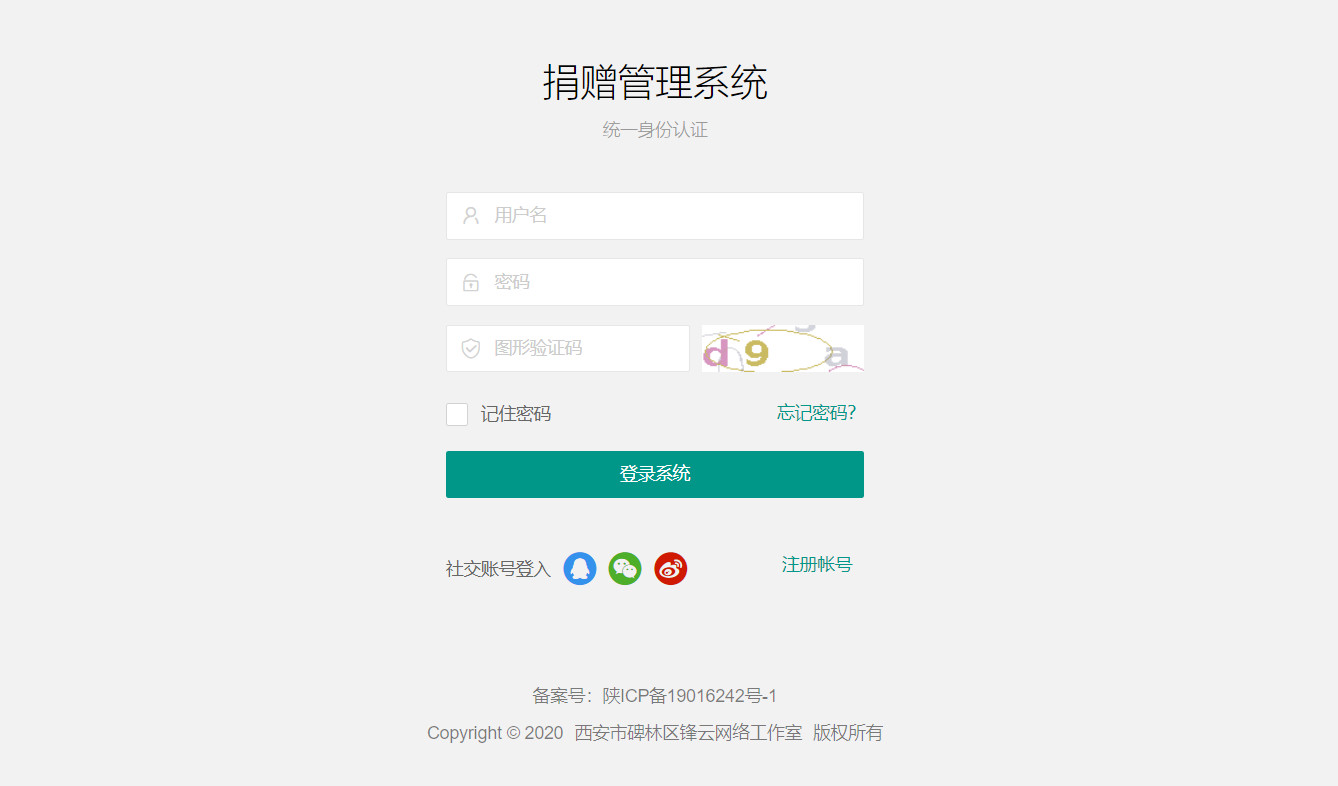 捐赠管理系统
统一身份认证
用户名
密码
图形验证码
记住密码 忘记密码?
登录系统
社交账号登入 注册帐号
备案号：陕ICP备19016242号-1
Copyright © 2020 西安市碑林区锋云网络工作室 版权所有